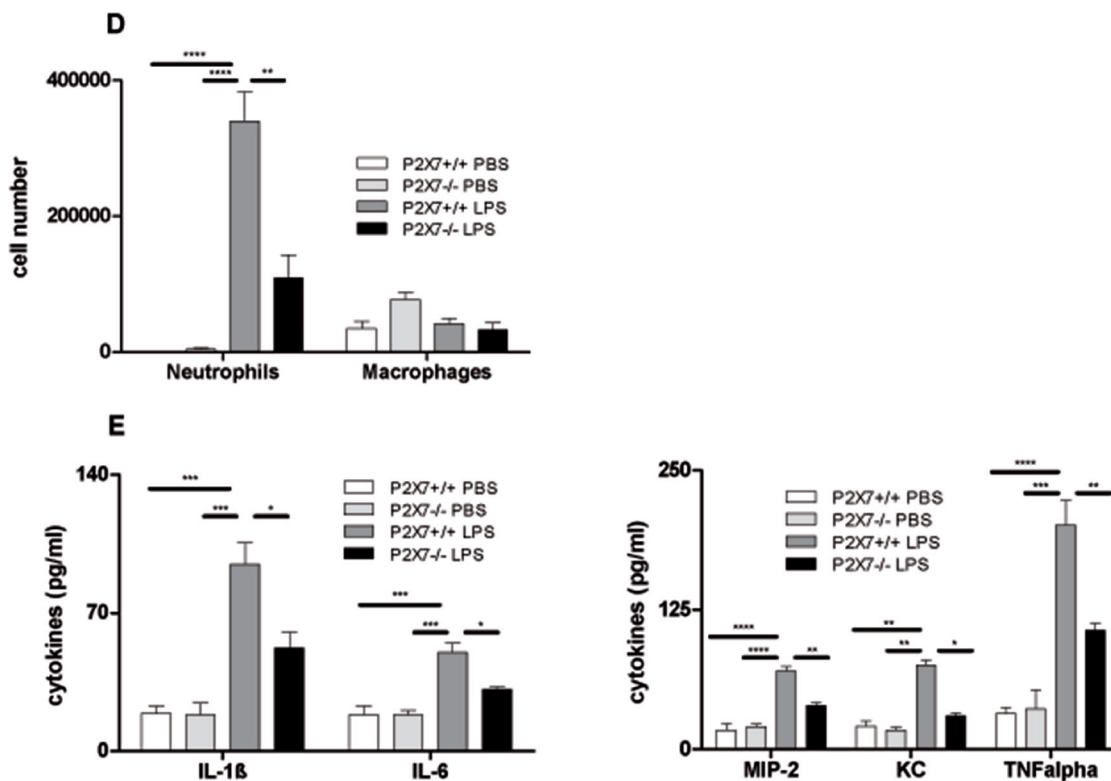 D
**** 
**** **
400000
200000
0
cell number
P2X7+/+ PBS
P2X7-/- PBS
P2X7+/+ LPS
P2X7-/- LPS
Neutrophils Macrophages
E
140
70
0
cytokines (pg/ml)
***
*** *
***
*** *
P2X7+/+ PBS
P2X7-/- PBS
P2X7+/+ LPS
P2X7-/- LPS
IL-1ß IL-6
250
125
0
cytokines (pg/ml)
****
*** **
P2X7+/+ PBS
P2X7-/- PBS
P2X7+/+ LPS
P2X7-/- LPS
**** **
**** ** ** *
MIP-2 KC TNFalpha